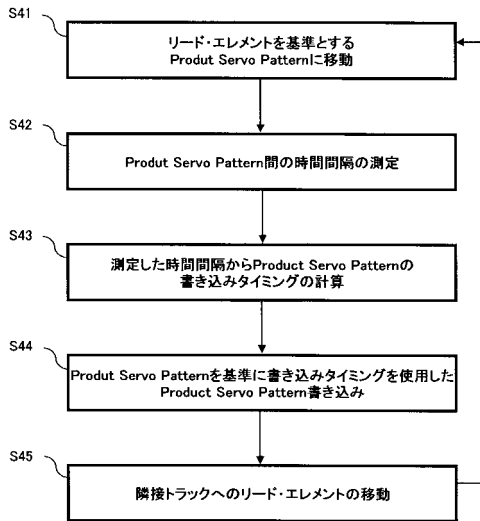 S41
リード・エレメントを基準とする
Produt Servo Patternに移動
S42
Produt Servo Pattern間の時間間隔の測定
S43
測定した時間間隔からProduct Servo Patternの
書き込みタイミングの計算
S44
Produt Servo Patternを基準に書き込みタイミングを使用した
Product Servo Pattern書き込み
S45
隣接トラックへのリード・エレメントの移動